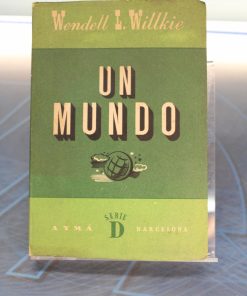 Wendell L. Willkie
UN
MUNDO
SERIE
AYMÁ D BARCELONA